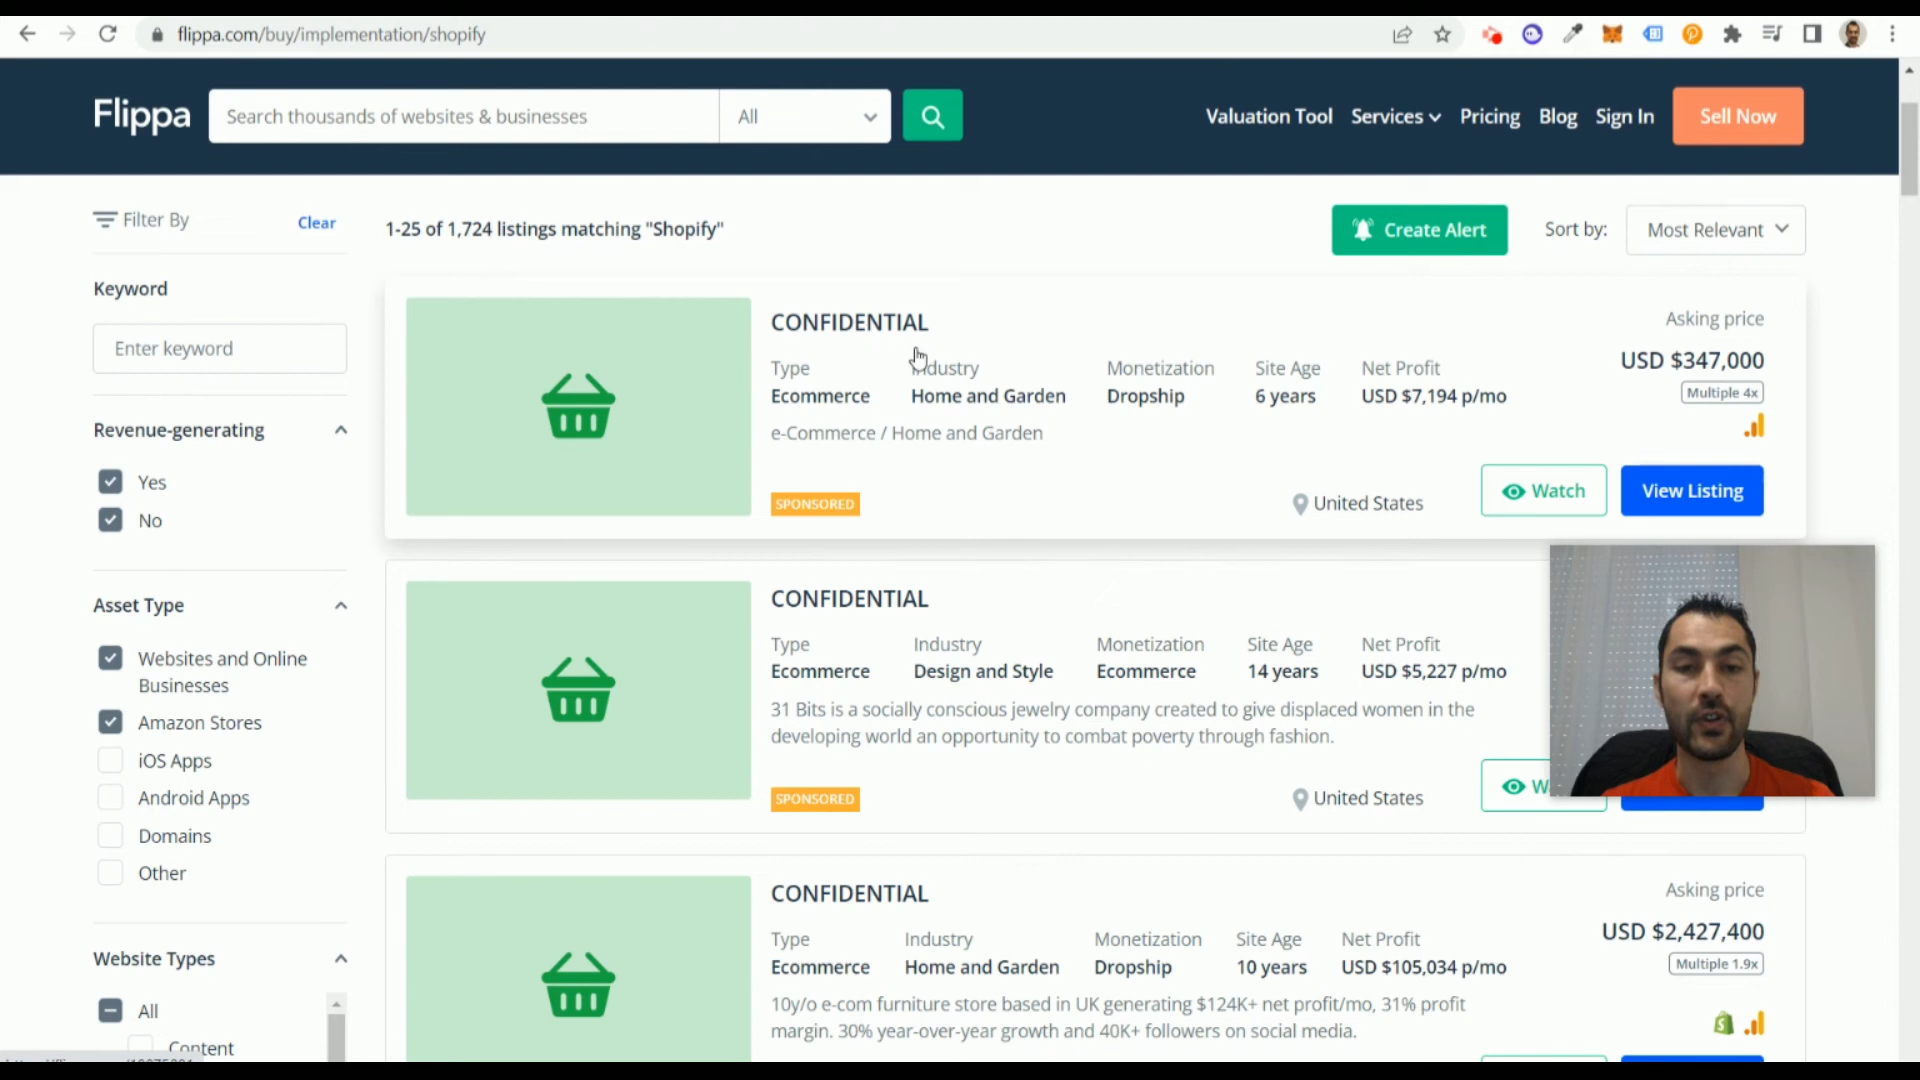 flippa.com/buy/implementation/shopify
Flippa
Search thousands of websites & businesses
All
Valuation Tool
Services
Pricing
Blog
Sign In
Sell Now
Filter By
Clear
1-25 of 1,724 listings matching "Shopify"
Create Alert
Sort by:
Most Relevant
Keyword
Enter keyword
Revenue-generating
Yes
No
Asset Type
Websites and Online
Businesses
Amazon Stores
iOS Apps
Android Apps
Domains
Other
Website Types
All
Content
CONFIDENTIAL
Asking price
USD $347,000
Multiple 4x
Type Industry Monetization Site Age Net Profit
Ecommerce Home and Garden Dropship 6 years USD $7,194 p/mo
e-Commerce / Home and Garden
SPONSORED
United States
Watch
View Listing
CONFIDENTIAL
Type Industry Monetization Site Age Net Profit
Ecommerce Design and Style Ecommerce 14 years USD $5,227 p/mo
31 Bits is a socially conscious jewelry company created to give displaced women in the
developing world an opportunity to combat poverty through fashion.
SPONSORED
United States
CONFIDENTIAL
Asking price
USD $2,427,400
Multiple 1.9x
Type Industry Monetization Site Age Net Profit
Ecommerce Home and Garden Dropship 10 years USD $105,034 p/mo
10y/o e-com furniture store based in UK generating $124K+ net profit/mo, 31% profit
margin. 30% year-over-year growth and 40K+ followers on social media.